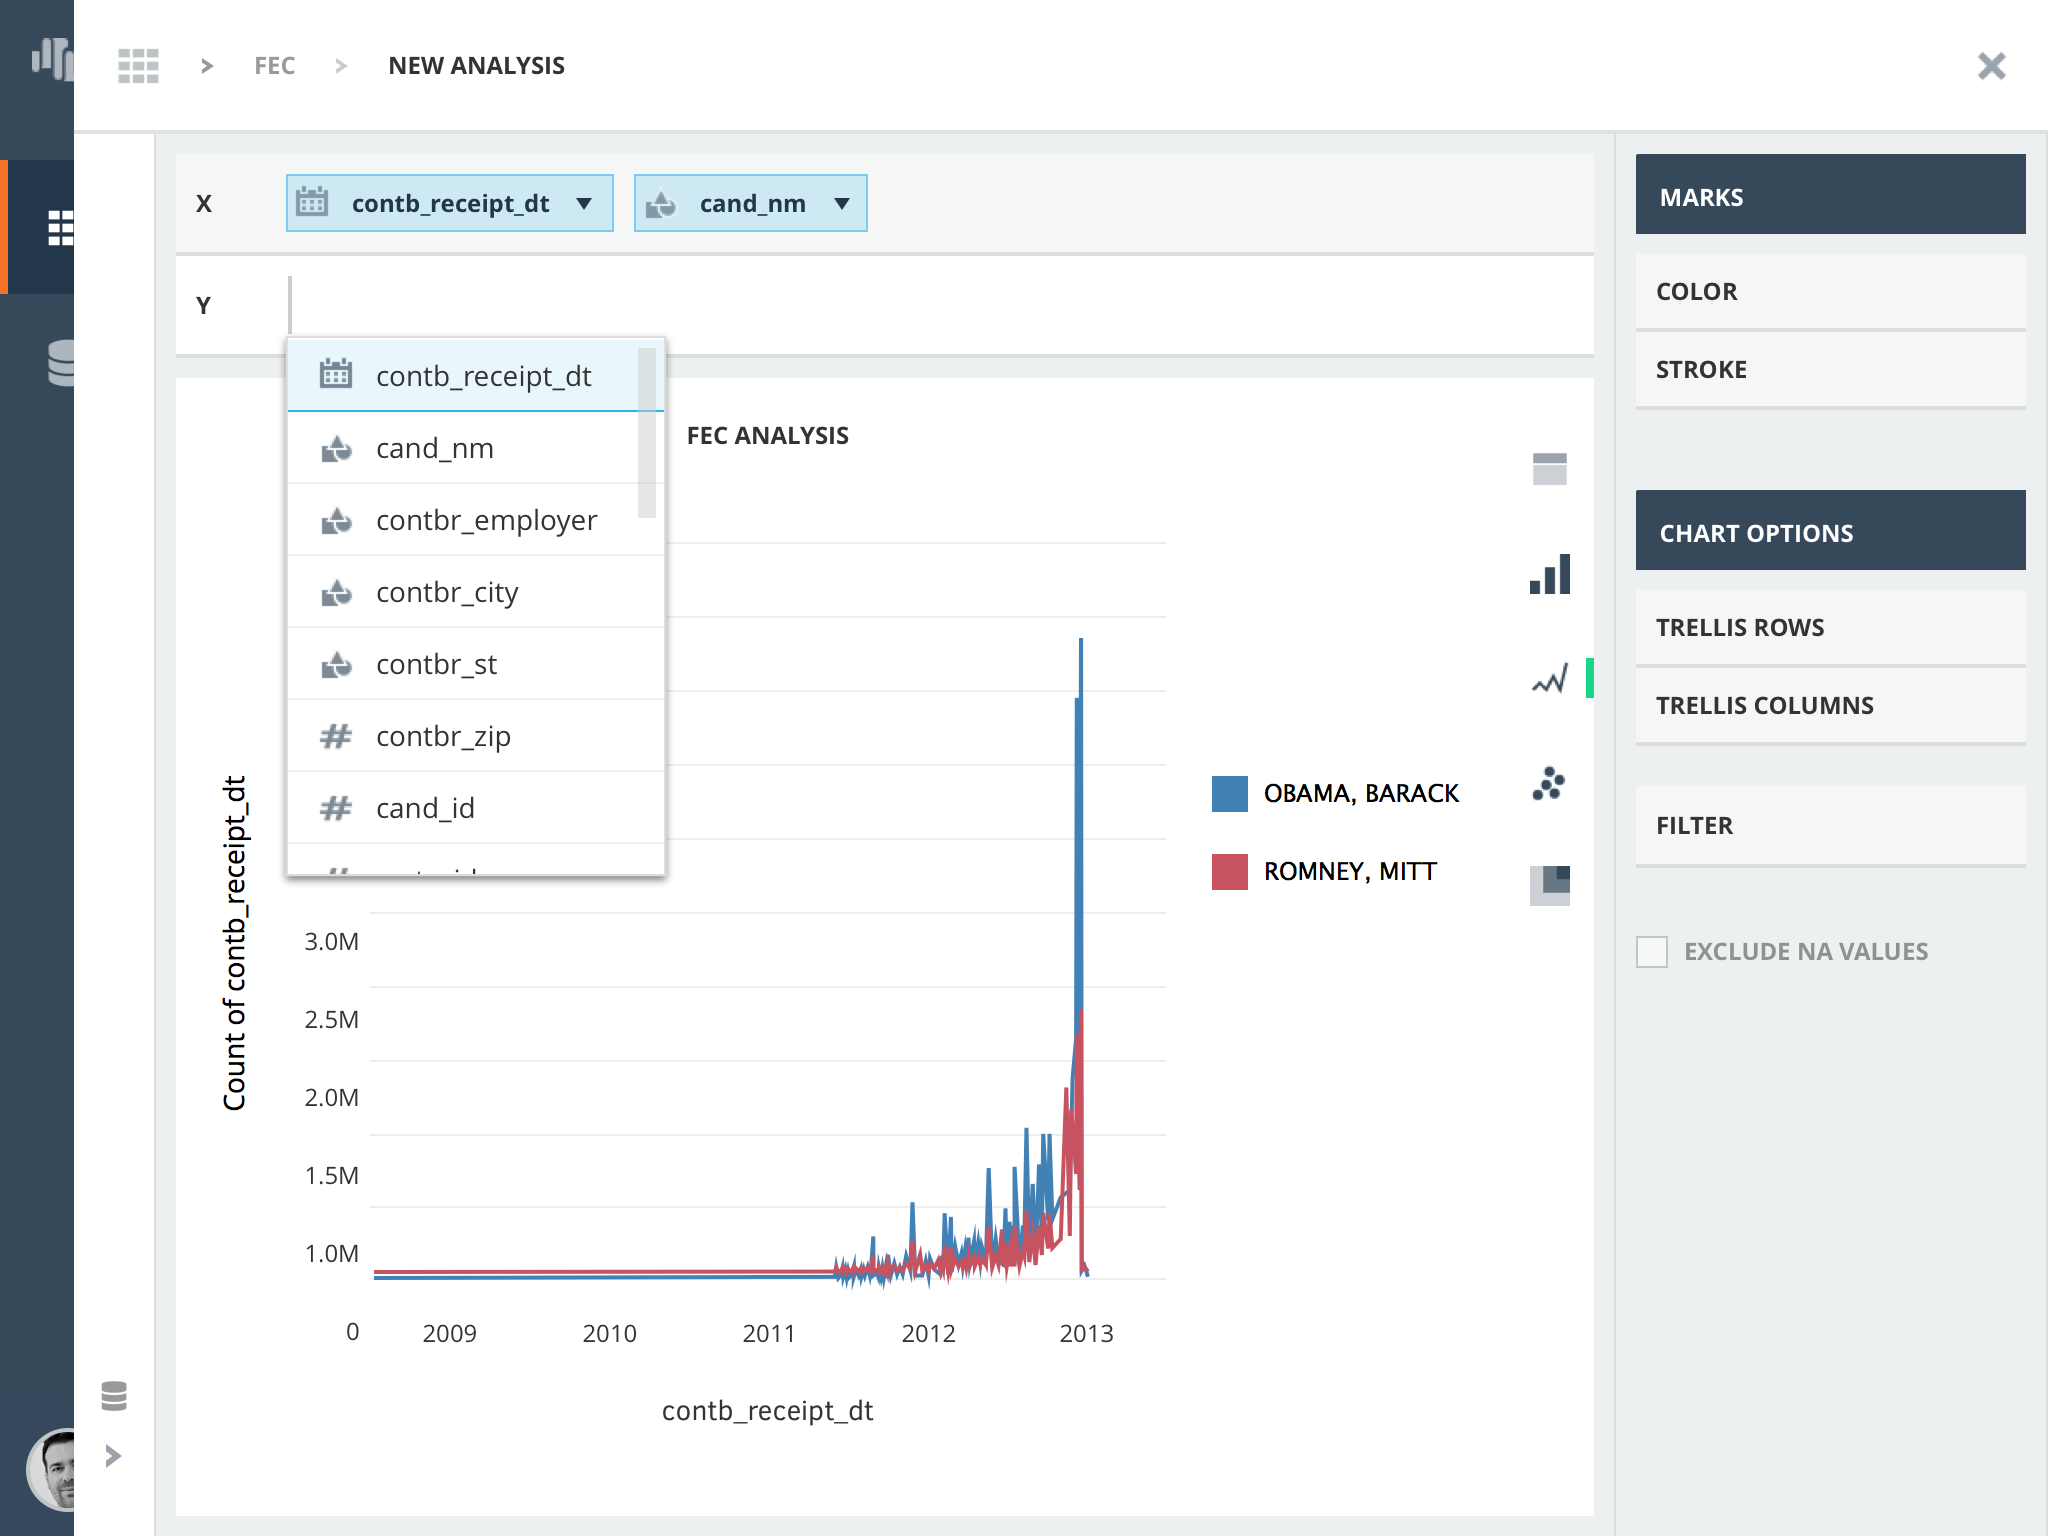 FEC
NEW ANALYSIS
X
contb_receipt_dt
cand_nm
Y
contb_receipt_dt
cand_nm
contbr_employer
contbr_city
contbr_st
contbr_zip
cand_id
FEC ANALYSIS
Count of contb_receipt_dt
3.0M
2.5M
2.0M
1.5M
1.0M
0
2009
2010
2011
2012
2013
contb_receipt_dt
OBAMA, BARACK
ROMNEY, MITT
MARKS
COLOR
STROKE
CHART OPTIONS
TRELLIS ROWS
TRELLIS COLUMNS
FILTER
EXCLUDE NA VALUES